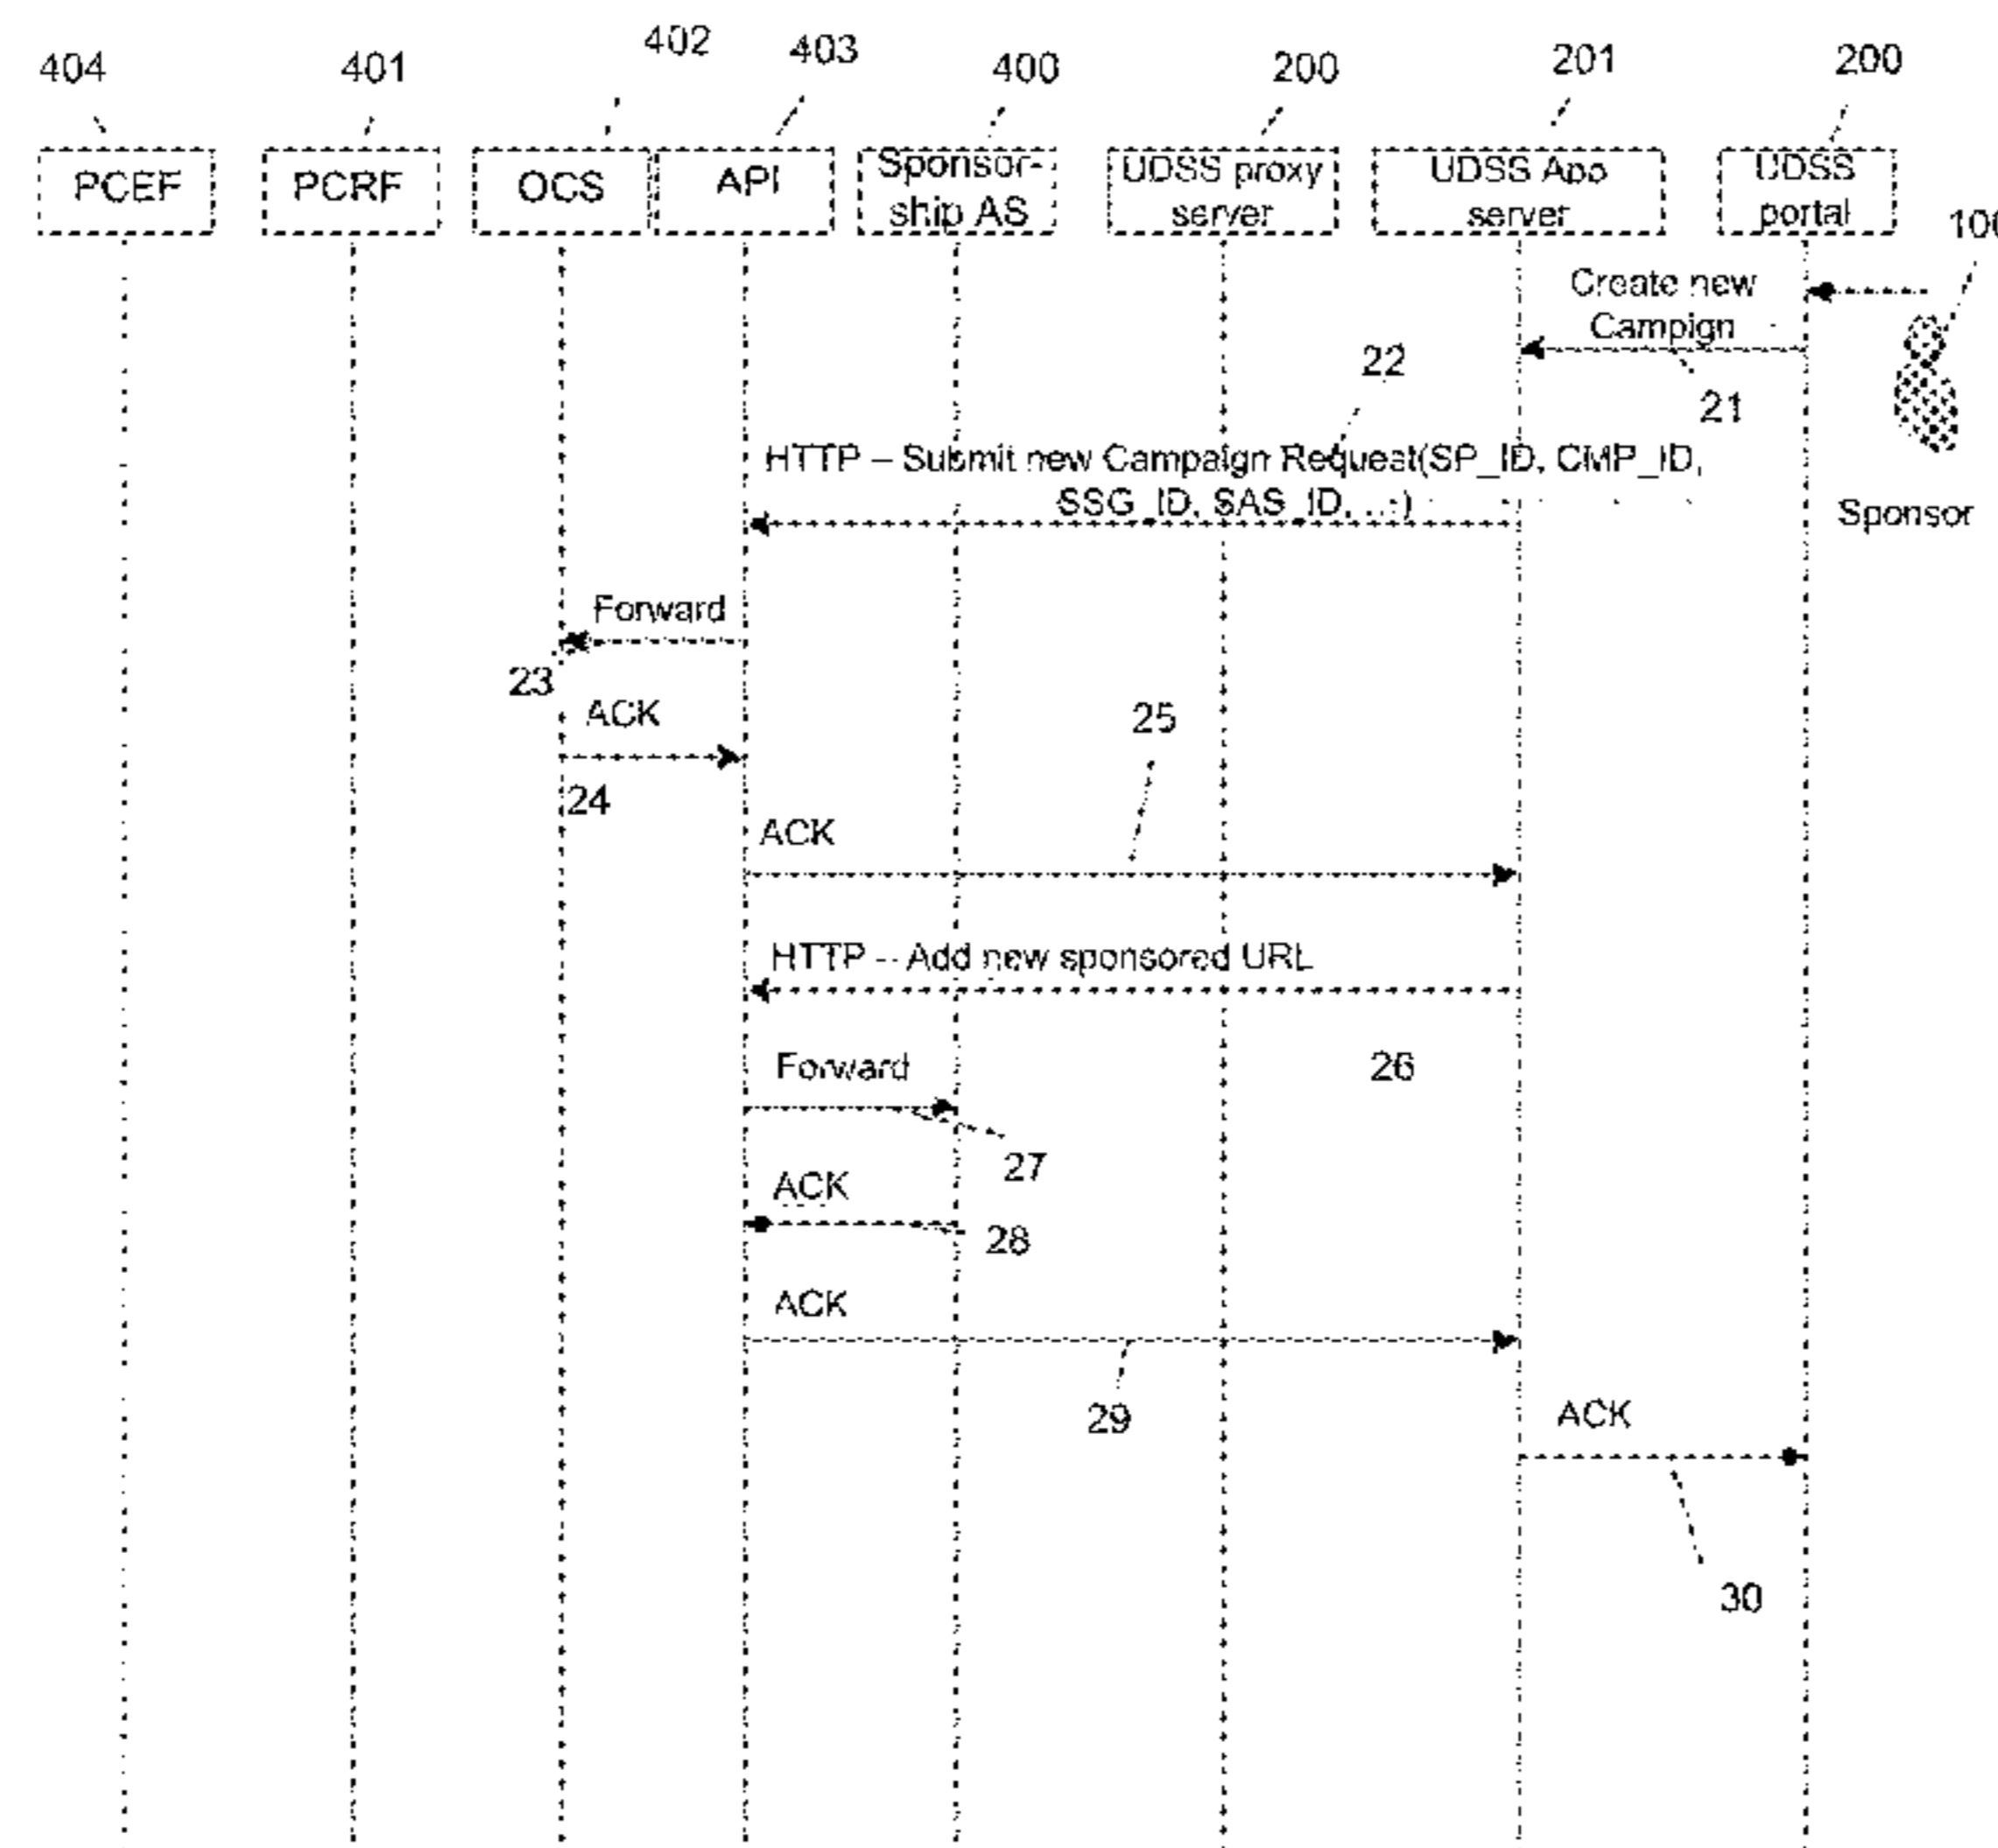 404
401
402
403
400
200
201
200
PCEF
PCRF
OCS
API
Sponsor-
ship AS
UDSS proxy
server
UDSS App
server
UDSS
portal
100
Create new
Campign
21
22
HTTP – Submit new Campaign Request(SP_ID, CMP_ID,
SSG_ID, SAS_ID, ...)
Sponsor
Forward
23
ACK
24
25
ACK
HTTP – Add new sponsored URL
26
Forward
27
ACK
28
ACK
29
ACK
30